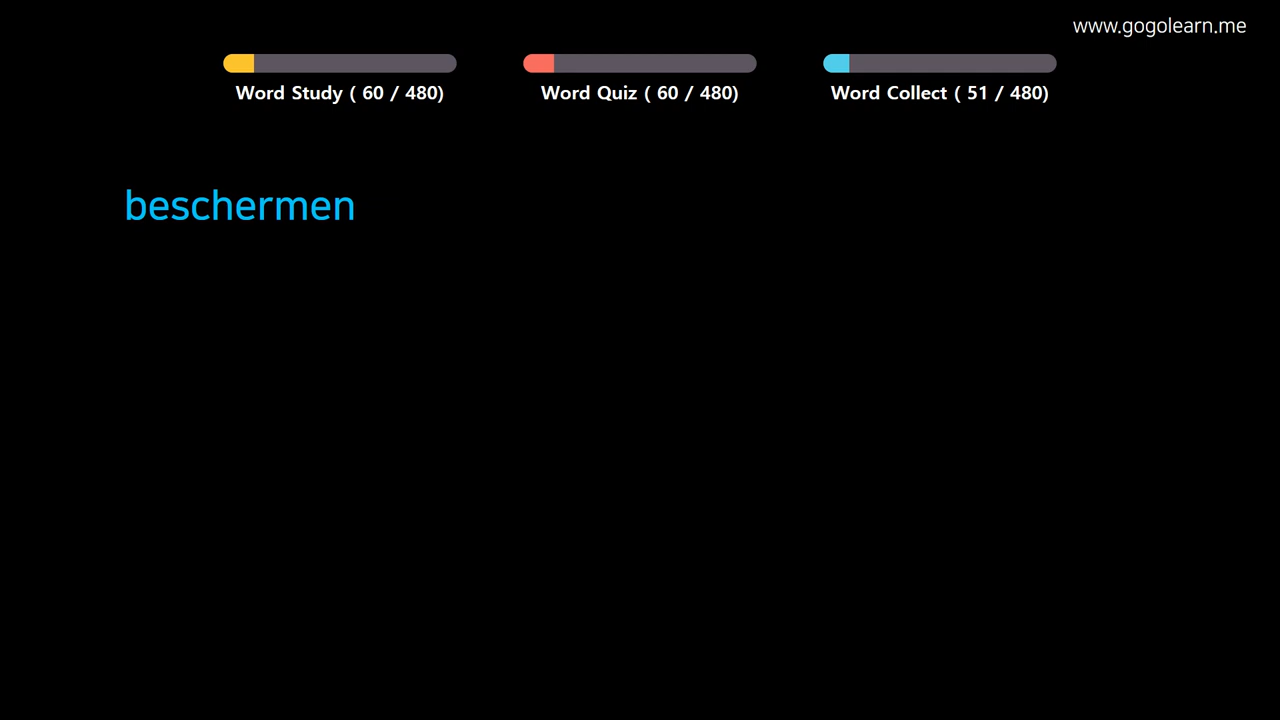 www.gogolearn.me
Word Study ( 60 / 480)
Word Quiz ( 60 / 480)
Word Collect ( 51 / 480)
beschermen